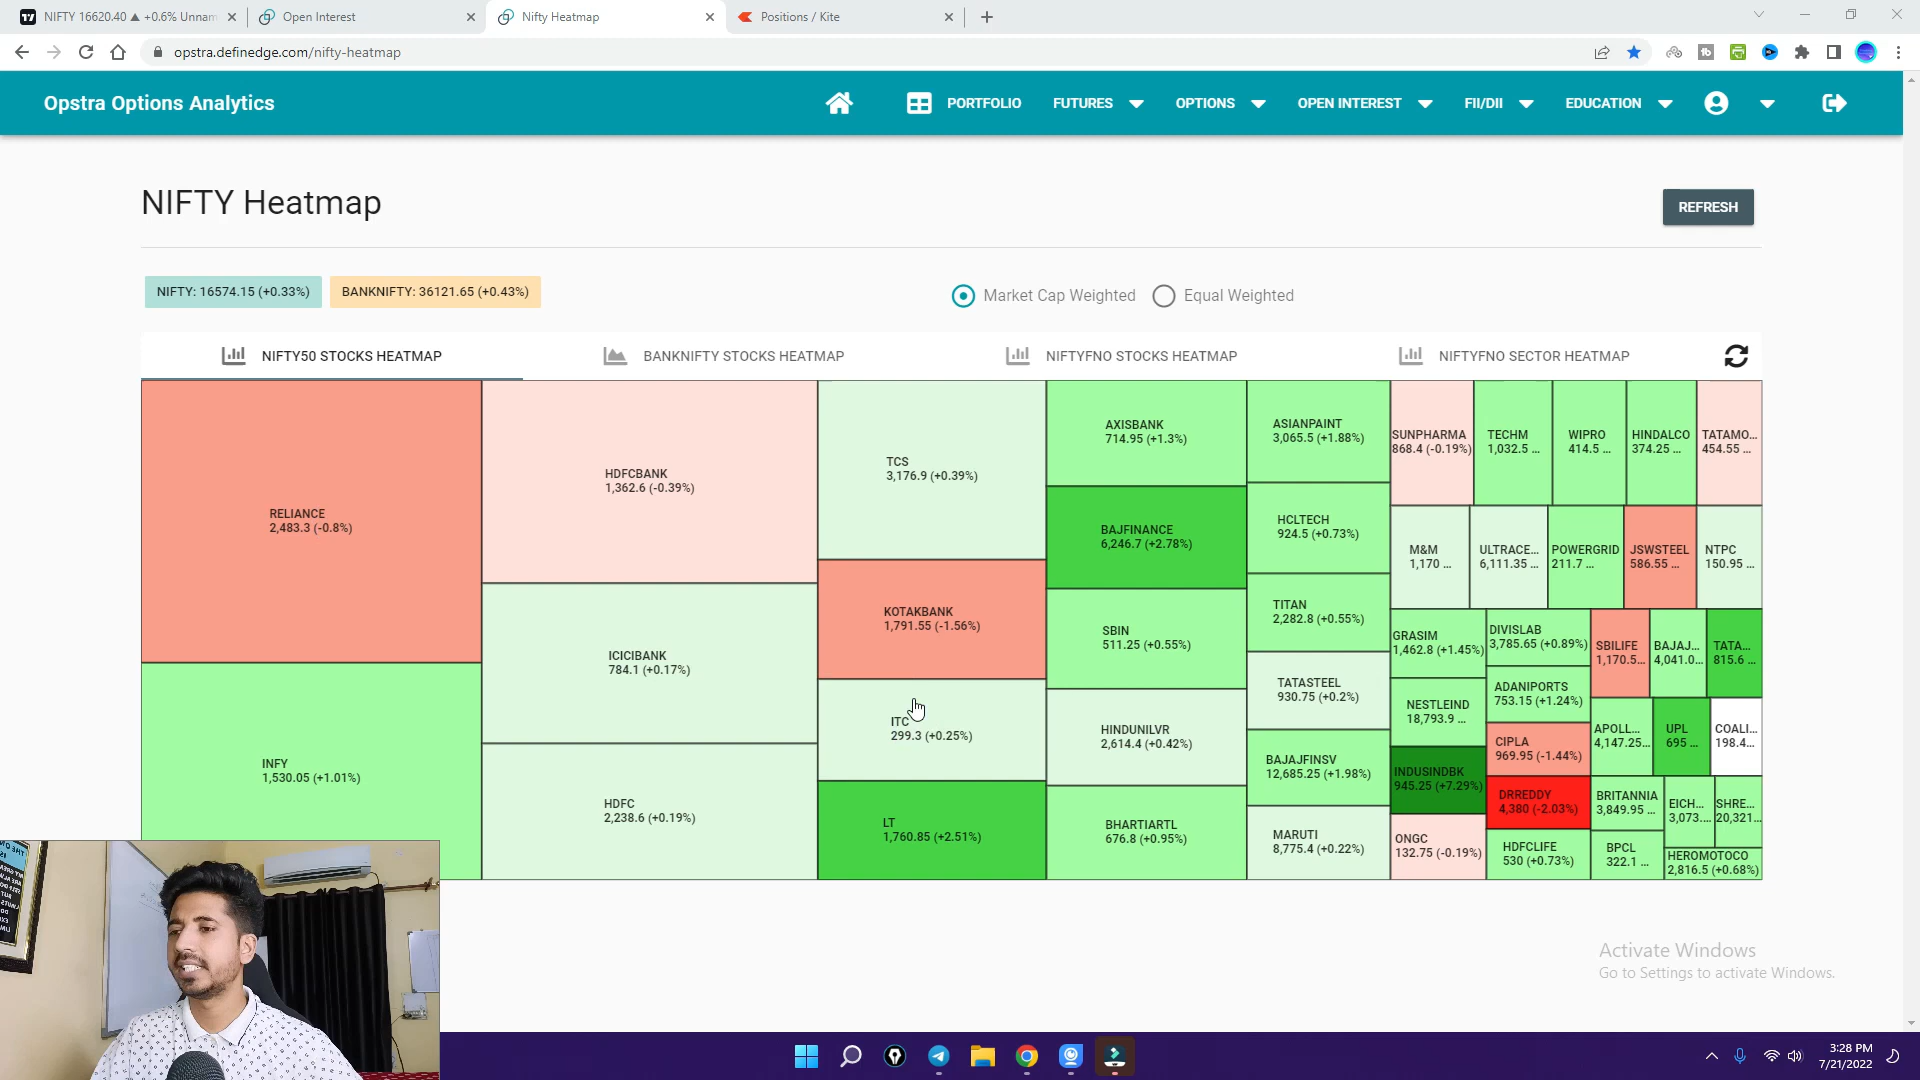 NIFTY 16620.40 ▲ +0.6% Unnam
Open Interest
Nifty Heatmap
Positions / Kite
opstra.definedge.com/nifty-heatmap
Opstra Options Analytics
PORTFOLIO
FUTURES
OPTIONS
OPEN INTEREST
FII/DII
EDUCATION
NIFTY Heatmap
REFRESH
NIFTY: 16574.15 (+0.33%)
BANKNIFTY: 36121.65 (+0.43%)
Market Cap Weighted
Equal Weighted
NIFTY50 STOCKS HEATMAP
BANKNIFTY STOCKS HEATMAP
NIFTYFNO STOCKS HEATMAP
NIFTYFNO SECTOR HEATMAP
RELIANCE
2,483.3 (-0.8%)
INFY
1,530.05 (+1.01%)
HDFCBANK
1,362.6 (-0.39%)
ICICIBANK
784.1 (+0.17%)
HDFC
2,238.6 (+0.19%)
TCS
3,176.9 (+0.39%)
KOTAKBANK
1,791.55 (-1.56%)
ITC
299.3 (+0.25%)
LT
1,760.85 (+2.51%)
AXISBANK
714.95 (+1.3%)
BAJFINANCE
6,246.7 (+2.78%)
SBIN
511.25 (+0.55%)
HINDUNILVR
2,614.4 (+0.42%)
BHARTIARTL
676.8 (+0.95%)
ASIANPAINT
3,065.5 (+1.88%)
HCLTECH
924.5 (+0.73%)
TITAN
2,282.8 (+0.55%)
TATASTEEL
930.75 (+0.2%)
BAJAJFINSV
12,685.25 (+1.98%)
MARUTI
8,775.4 (+0.22%)
SUNPHARMA
868.4 (-0.19%)
TECHM
1,032.5 ...
WIPRO
414.5 ...
HINDALCO
374.25 ...
TATAMO...
454.55 ...
M&M
1,170 ...
ULTRACE...
6,111.35 ...
POWERGRID
211.7 ...
JSWSTEEL
586.55 ...
NTPC
150.95 ...
GRASIM
1,462.8 (+1.45%)
NESTLEIND
18,793.9 ...
INDUSINDBK
945.25 (+7.29%)
ONGC
132.75 (-0.19%)
DIVISLAB
3,785.65 (+0.89%)
ADANIPORTS
753.15 (+1.24%)
CIPLA
969.95 (-1.44%)
DRREDDY
4,380 (-2.03%)
HDFCLIFE
530 (+0.73%)
SBILIFE
1,170.5...
BAJAJ...
4,041.0...
TATA...
815.6 ...
APOLL...
4,147.25...
UPL
695 ...
COALI...
198.4...
BRITANNIA
3,849.95 ...
EICH...
3,073....
SHRE...
20,321...
BPCL
322.1 ...
HEROMOTOCO
2,816.5 (+0.68%)
Activate Windows
Go to Settings to activate Windows.
3:28 PM
7/21/2022